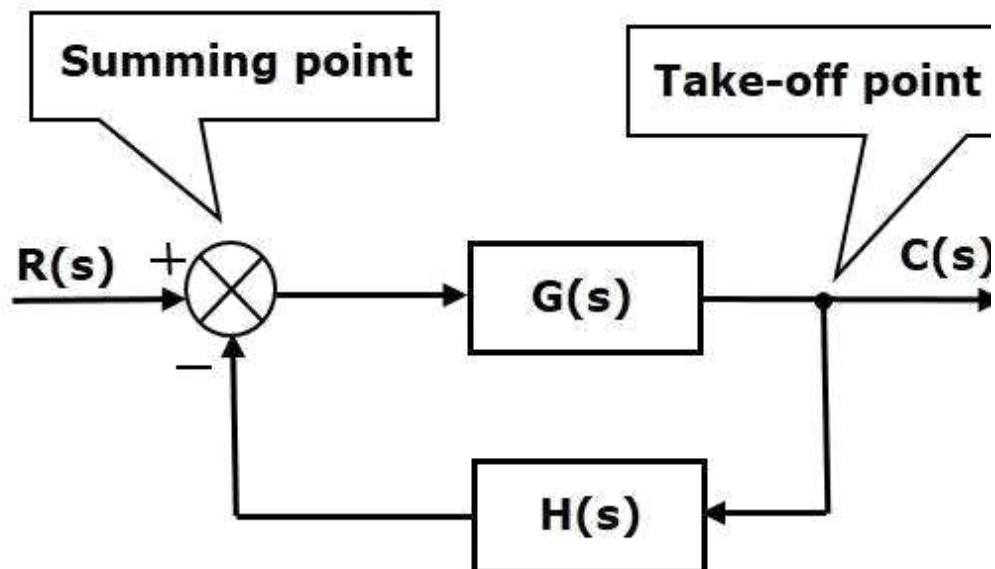 Summing point
Take-off point
R(s)
+
G(s)
C(s)
−
H(s)